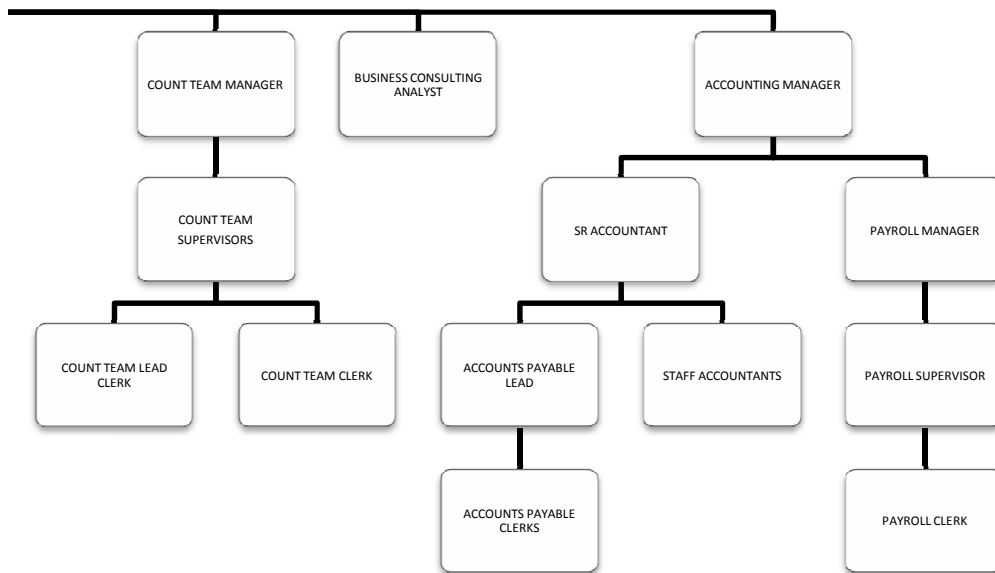 COUNT TEAM MANAGER
BUSINESS CONSULTING
ANALYST
ACCOUNTING MANAGER
COUNT TEAM
SUPERVISORS
SR ACCOUNTANT
PAYROLL MANAGER
COUNT TEAM LEAD
CLERK
COUNT TEAM CLERK
ACCOUNTS PAYABLE
LEAD
STAFF ACCOUNTANTS
PAYROLL SUPERVISOR
ACCOUNTS PAYABLE
CLERKS
PAYROLL CLERK